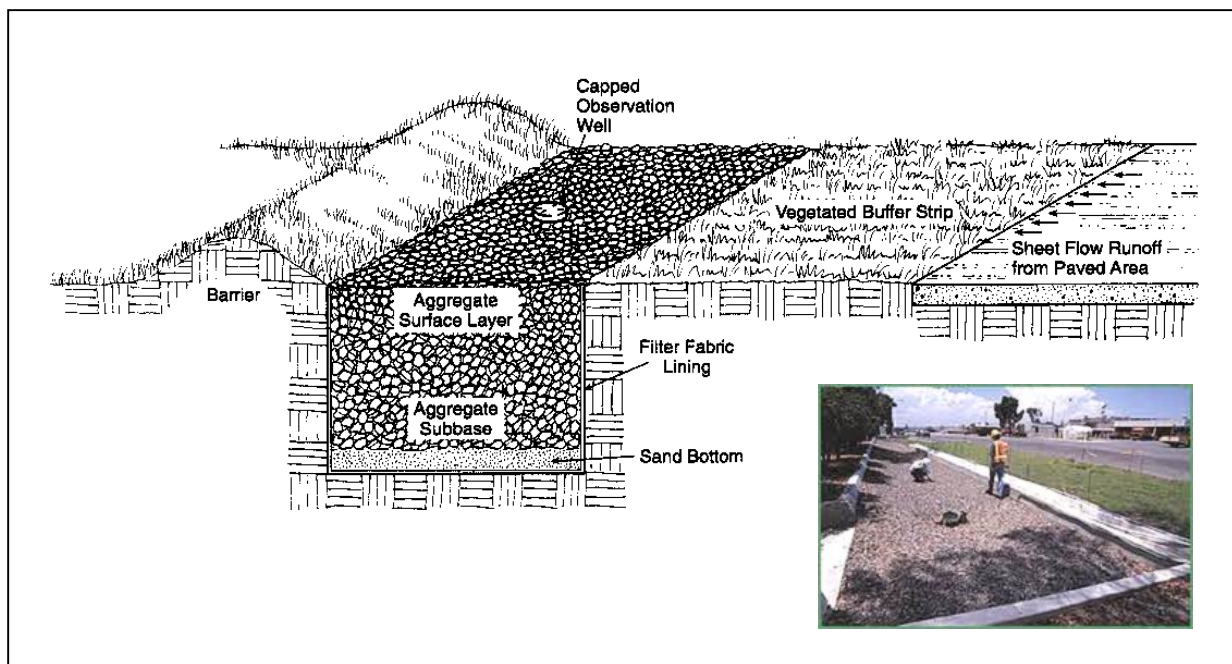 Capped
Observation
Well
Vegetated Buffer Strip
Sheet Flow Runoff
from Paved Area
Barrier
Aggregate
Surface Layer
Filter Fabric
Lining
Aggregate
Subbase
Sand Bottom